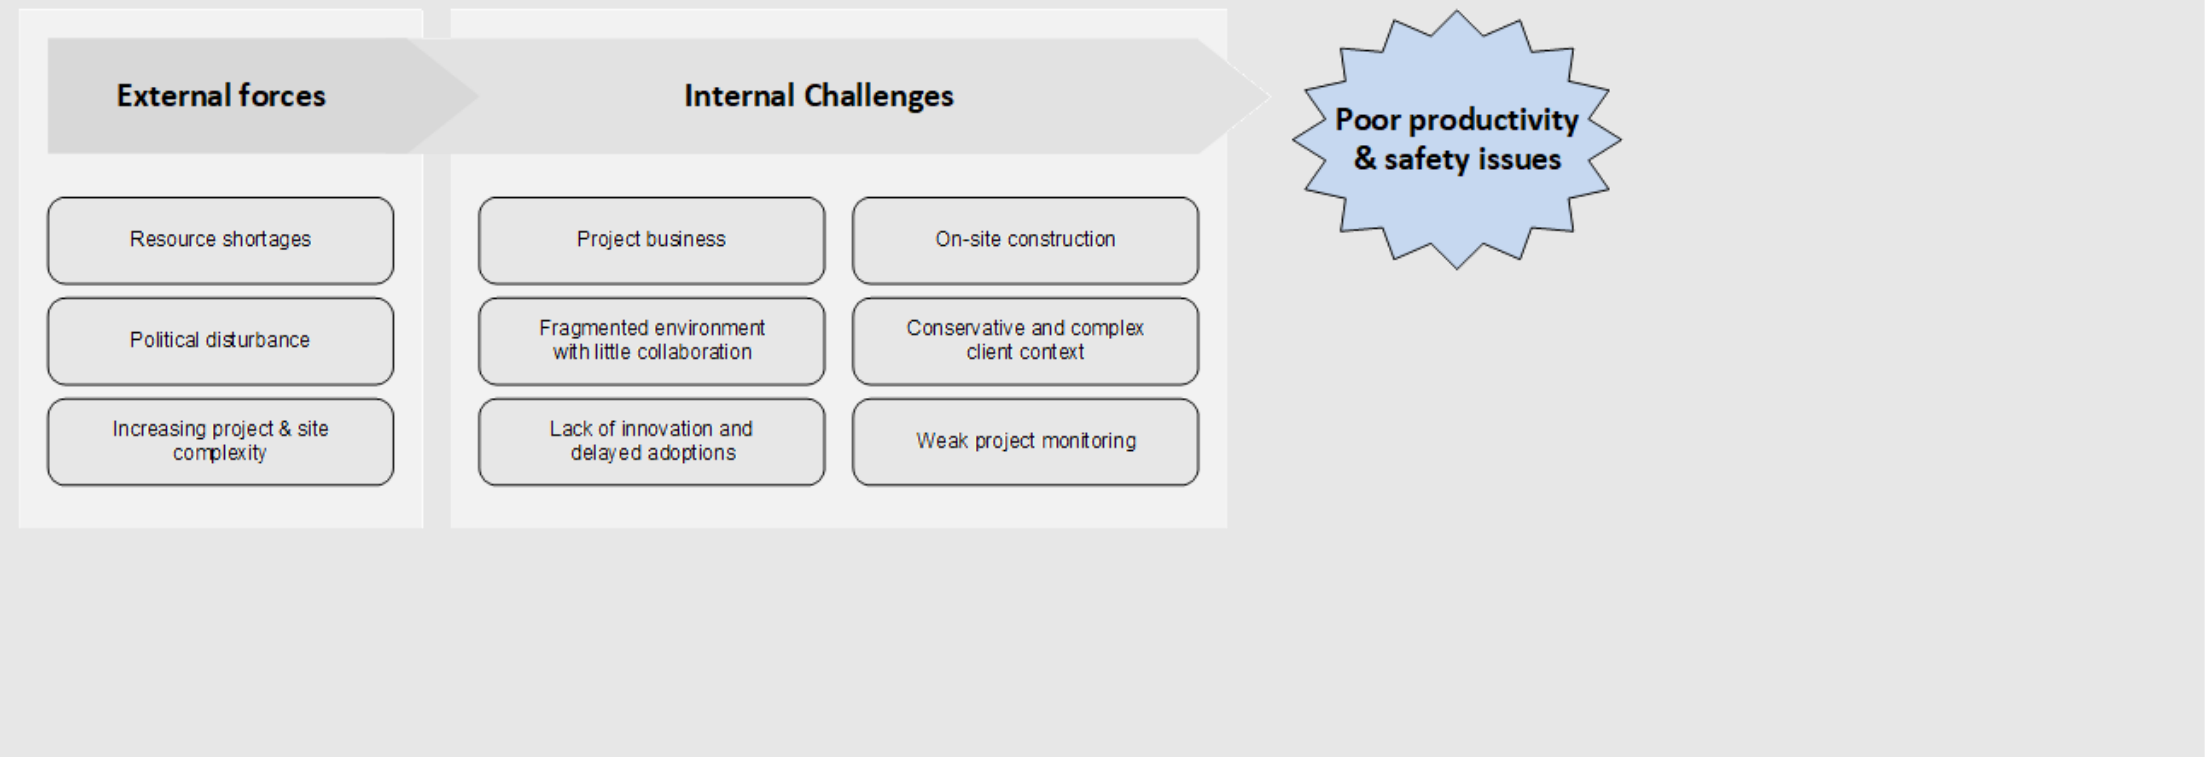 External forces
Internal Challenges
Poor productivity
& safety issues
Resource shortages
Project business
On-site construction
Political disturbance
Fragmented environment
with little collaboration
Conservative and complex
client context
Increasing project & site
complexity
Lack of innovation and
delayed adoptions
Weak project monitoring